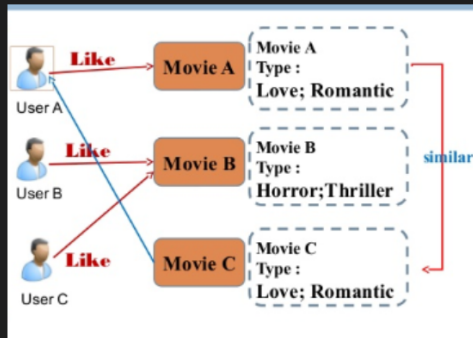 Like
Movie A
Movie A
Type :
Love; Romantic
User A
Like
Movie B
Movie B
Type :
Horror;Thriller
similar
User B
Like
Movie C
Movie C
Type :
Love; Romantic
User C